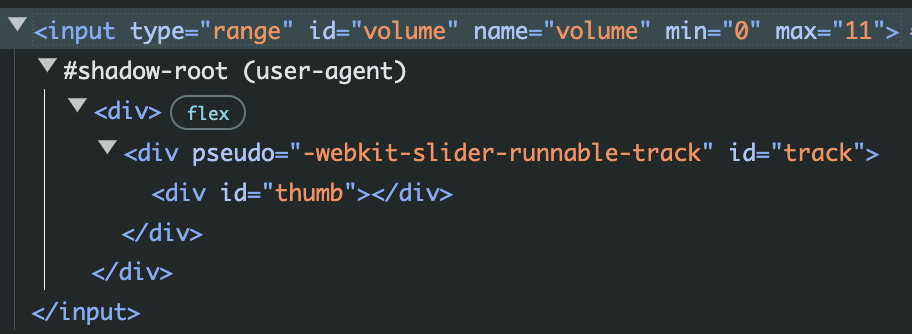 <input type="range" id="volume" name="volume" min="0" max="11">
#shadow-root (user-agent)
<div> flex
<div pseudo="-webkit-slider-runnable-track" id="track">
<div id="thumb"></div>
</div>
</div>
</input>